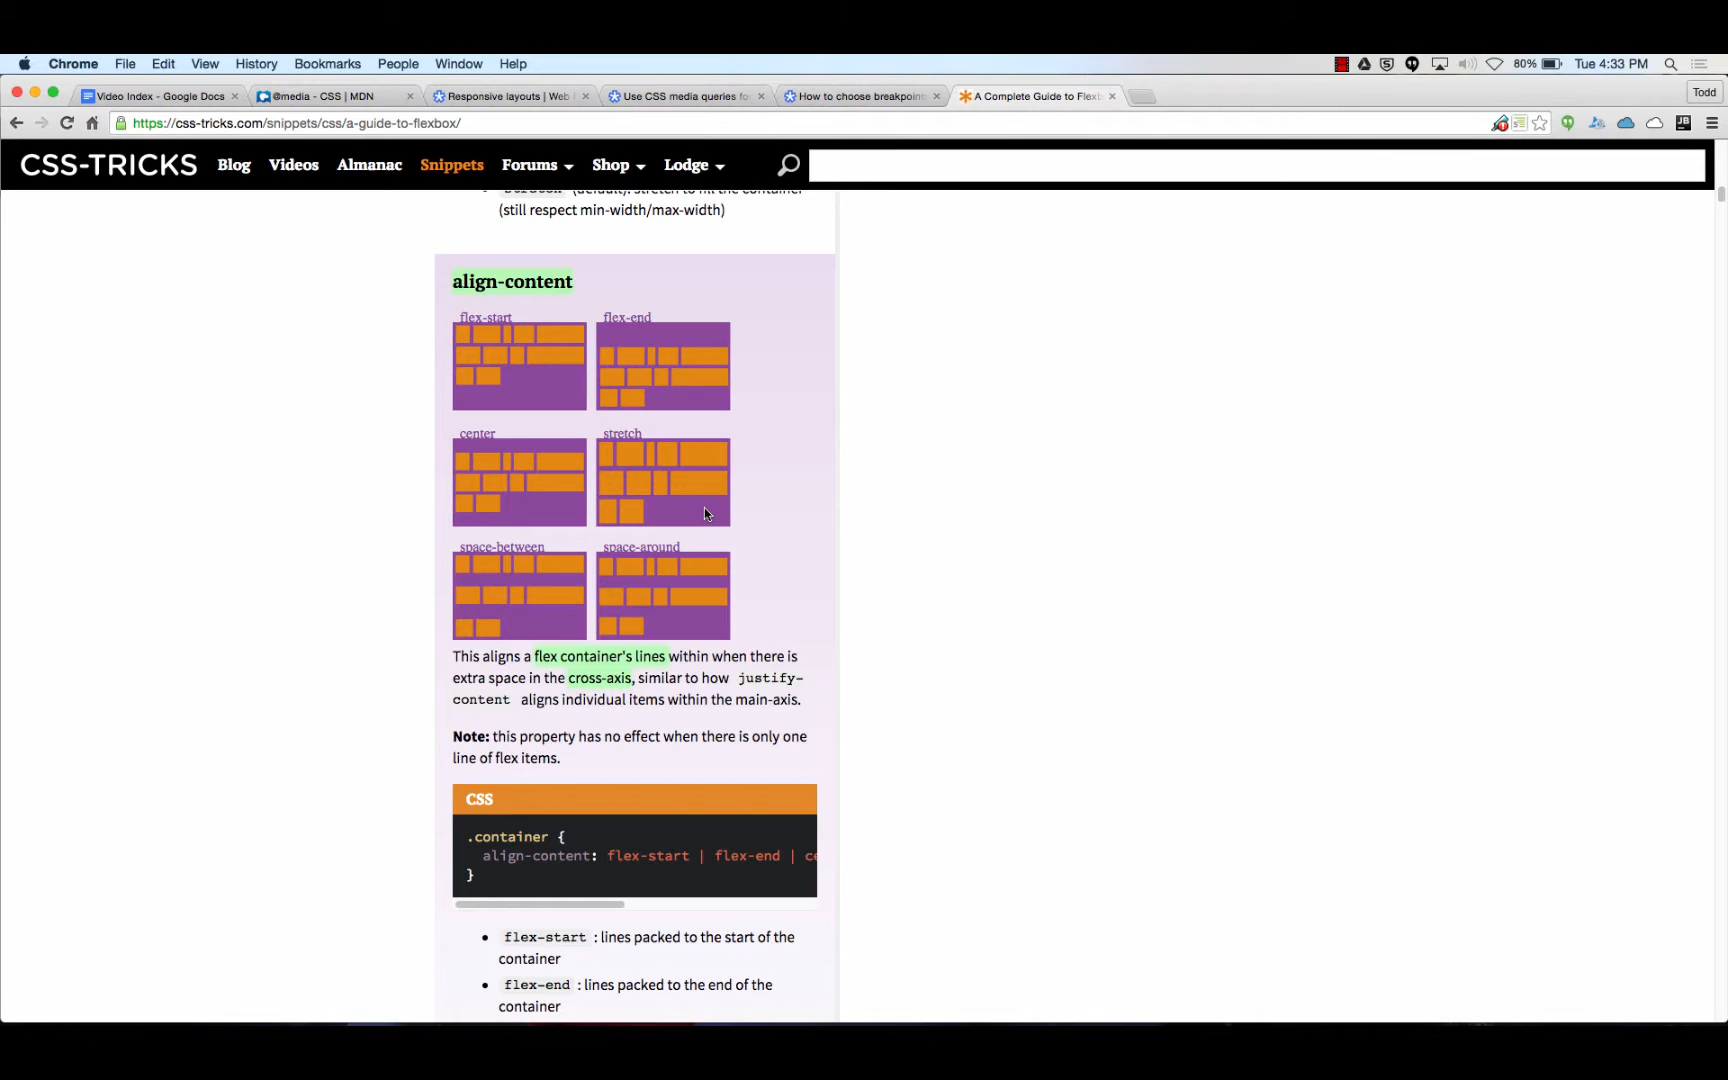 Chrome File Edit View History Bookmarks People Window Help 80% Tue 4:33 PM
Video Index - Google Docs @media - CSS | MDN Responsive layouts | Web Use CSS media queries fo How to choose breakpoint A Complete Guide to Flexb Todd
https://css-tricks.com/snippets/css/a-guide-to-flexbox/
CSS-TRICKS Blog Videos Almanac Snippets Forums Shop Lodge
(default): stretch to fill the container
(still respect min-width/max-width)
align-content
flex-start flex-end
center stretch
space-between space-around
This aligns a flex container's lines within when there is
extra space in the cross-axis, similar to how justify-
content aligns individual items within the main-axis.
Note: this property has no effect when there is only one
line of flex items.
CSS
.container {
align-content: flex-start | flex-end | ce
}
• flex-start : lines packed to the start of the
container
• flex-end : lines packed to the end of the
container